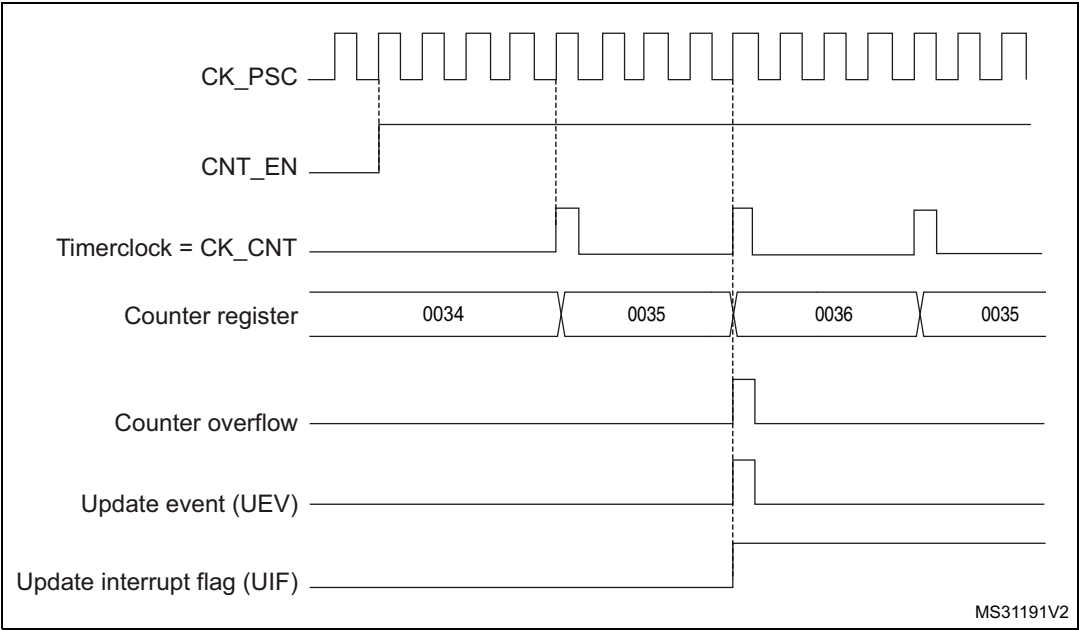 CK_PSC
CNT_EN
Timerclock = CK_CNT
Counter register 0034 0035 0036 0035
Counter overflow
Update event (UEV)
Update interrupt flag (UIF)
MS31191V2